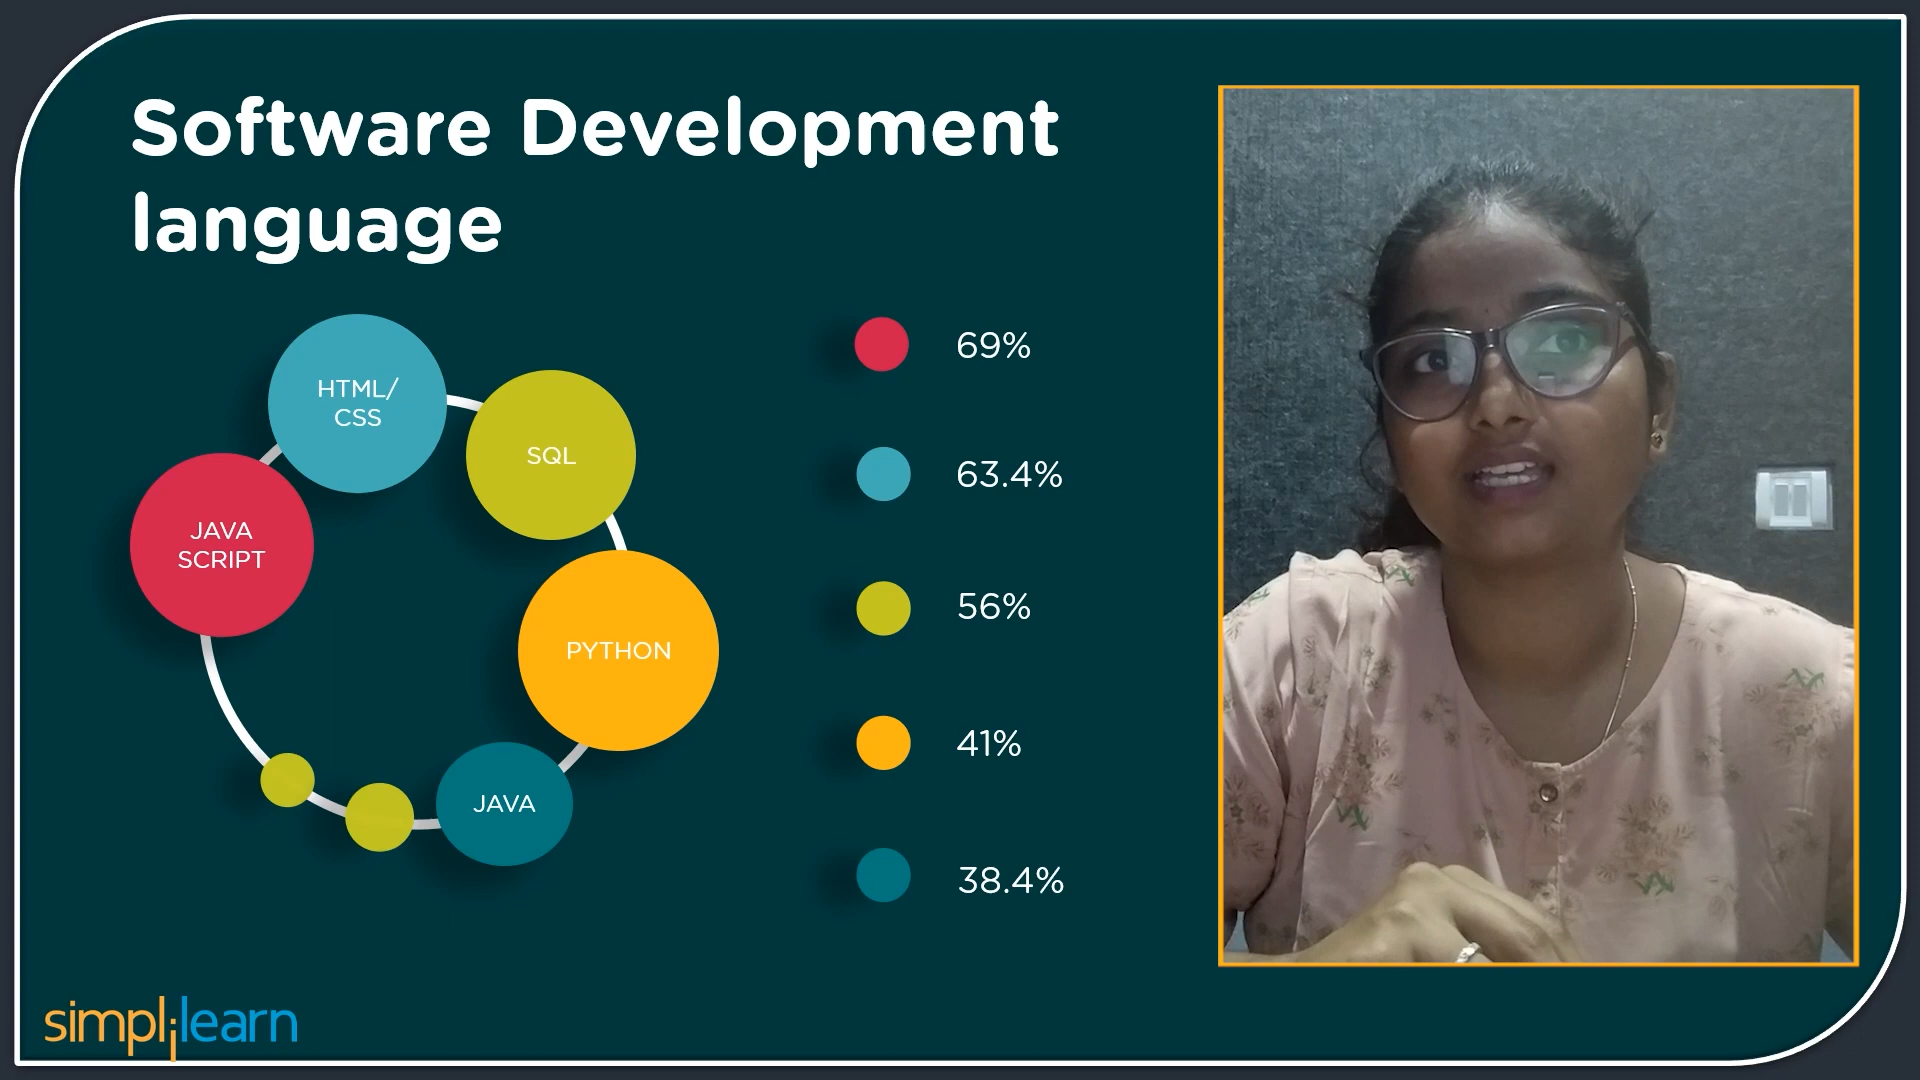 Software Development
language
HTML/
CSS
SQL
JAVA
SCRIPT
PYTHON
JAVA
69%
63.4%
56%
41%
38.4%
simplilearn